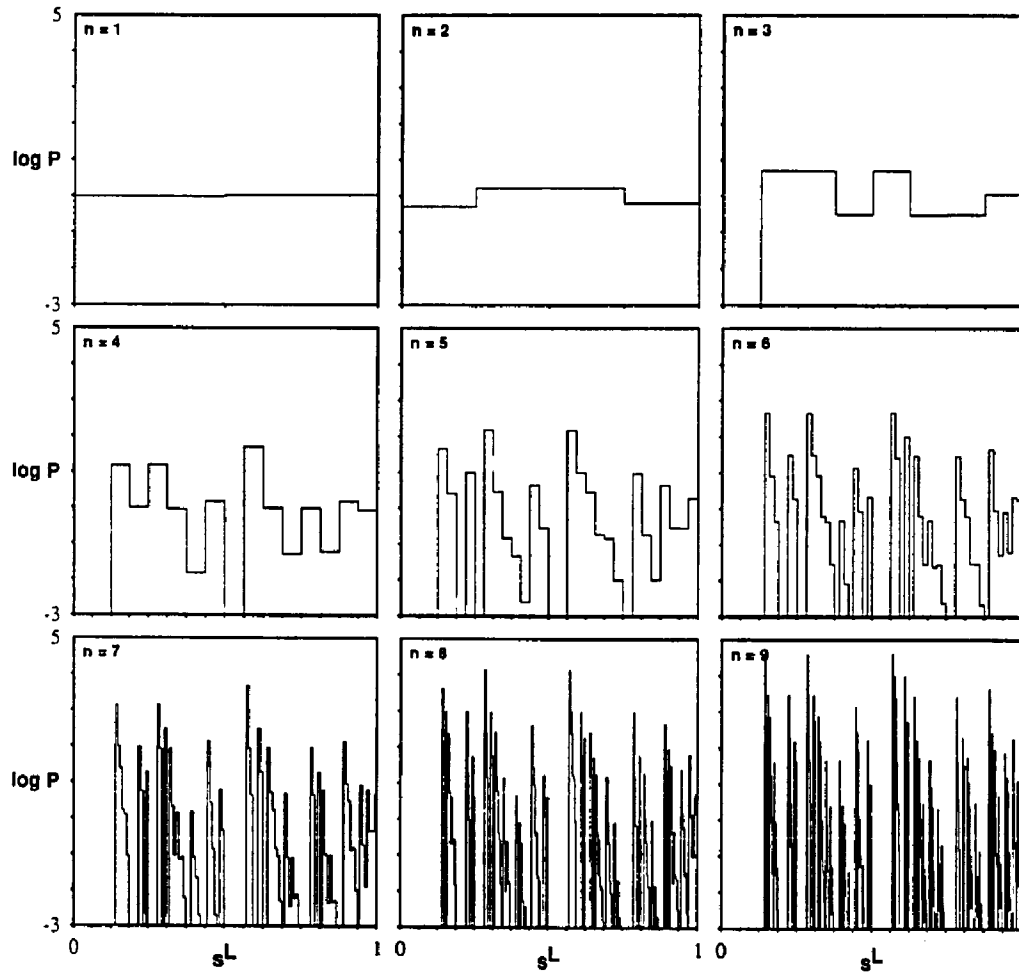 5
n = 1
n = 2
n = 3
log P
-3
5
n = 4
n = 5
n = 6
log P
-3
5
n = 7
n = 8
n = 9
log P
-3
0 1 0 1 0
s^L s^L s^L